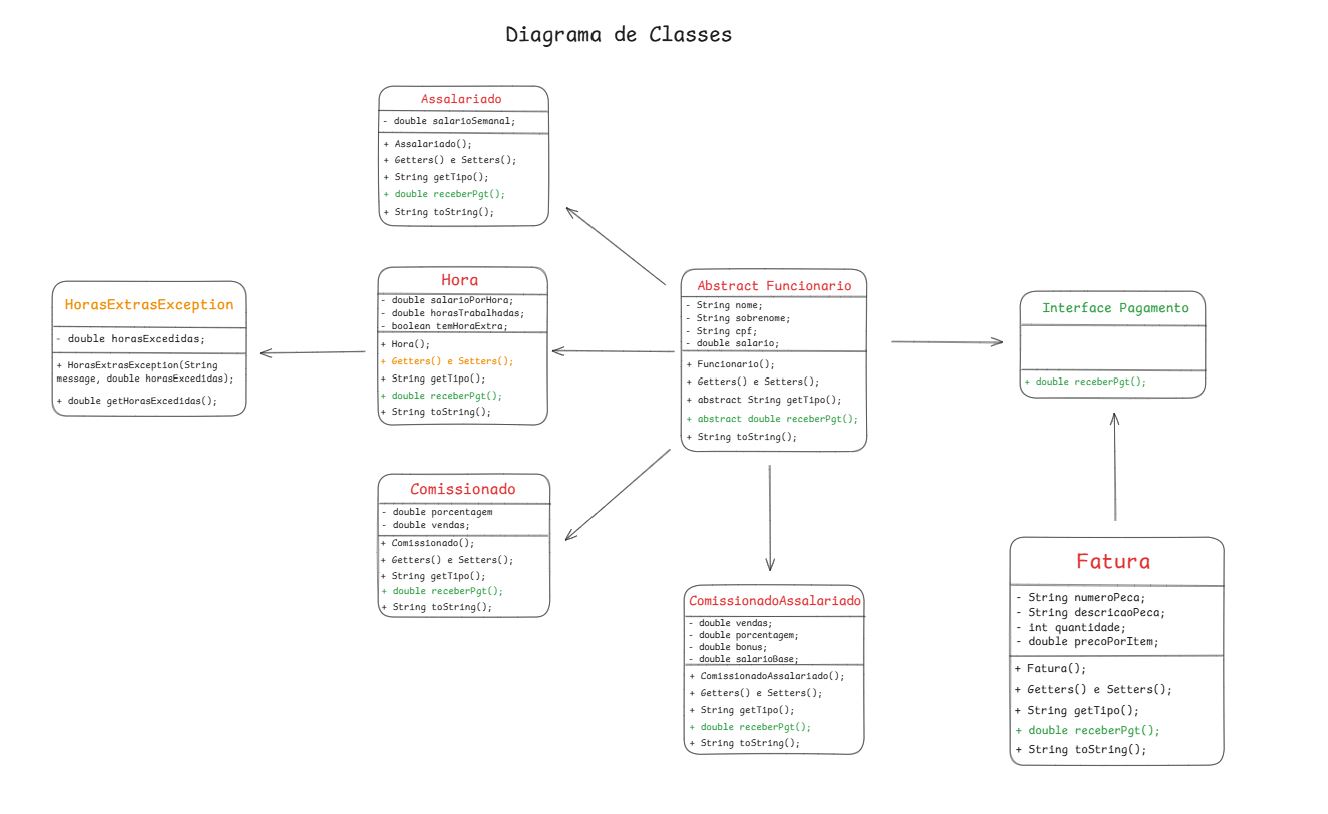 Diagrama de Classes
Assalariado
- double salarioSemanal;
+ Assalariado();
+ Getters() e Setters();
+ String getTipo();
+ double receberPgt();
+ String toString();
HorasExtrasException
- double horasExcedidas;
+ HorasExtrasException(String
message, double horasExcedidas);
+ double getHorasExcedidas();
Hora
- double salarioPorHora;
- double horasTrabalhadas;
- boolean temHoraExtra;
+ Hora();
+ Getters() e Setters();
+ String getTipo();
+ double receberPgt();
+ String toString();
Abstract Funcionario
- String nome;
- String sobrenome;
- String cpf;
- double salario;
+ Funcionario();
+ Getters() e Setters();
+ abstract String getTipo();
+ abstract double receberPgt();
+ String toString();
Interface Pagamento
+ double receberPgt();
Comissionado
- double porcentagem
- double vendas;
+ Comissionado();
+ Getters() e Setters();
+ String getTipo();
+ double receberPgt();
+ String toString();
ComissionadoAssalariado
- double vendas;
- double porcentagem;
- double bonus;
- double salarioBase;
+ ComissionadoAssalariado();
+ Getters() e Setters();
+ String getTipo();
+ double receberPgt();
+ String toString();
Fatura
- String numeroPeca;
- String descricaoPeca;
- int quantidade;
- double precoPorItem;
+ Fatura();
+ Getters() e Setters();
+ String getTipo();
+ double receberPgt();
+ String toString();